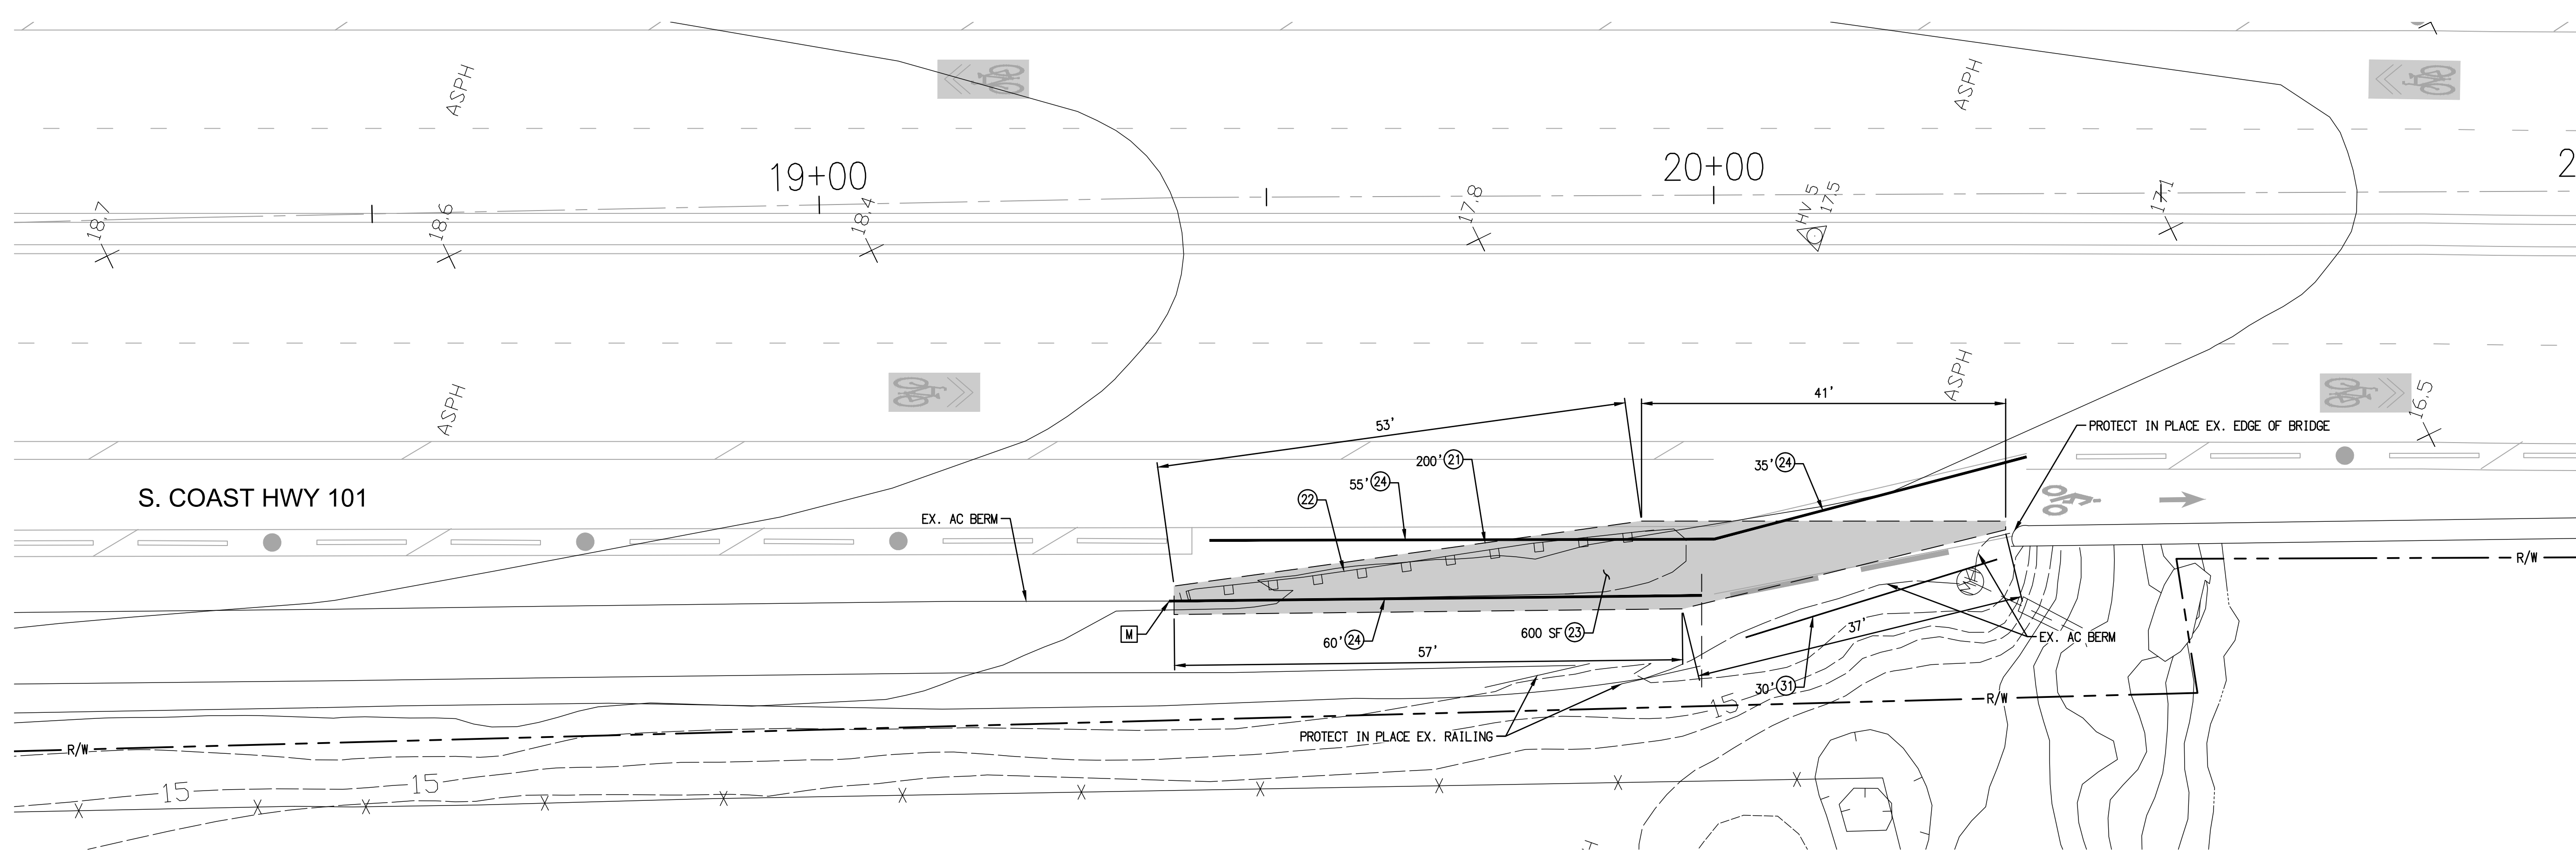 ASPH
ASPH
19+00
20+00
2
18.7
18.6
18.4
17.8
HV 5
17.5
17.1
ASPH
ASPH
16.5
41'
53'
PROTECT IN PLACE EX. EDGE OF BRIDGE
200' 21
35' 24
55' 24
22
S. COAST HWY 101
EX. AC BERM
R/W
M
60' 24
600 SF 23
57'
37'
EX. AC BERM
30' 31
R/W
15
PROTECT IN PLACE EX. RAILING
R/W
15
15